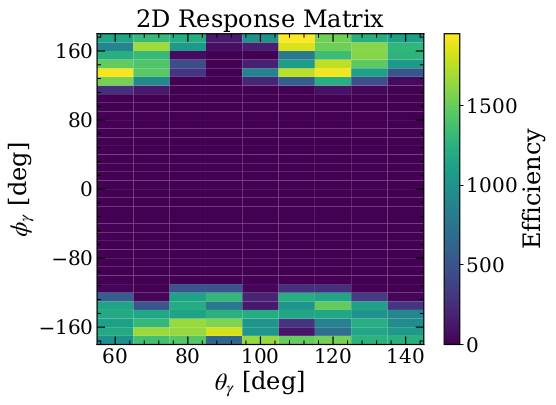 2D Response Matrix
160
80
0
−80
−160
ϕγ [deg]
60 80 100 120 140
θγ [deg]
1500
1000
500
0
Efficiency